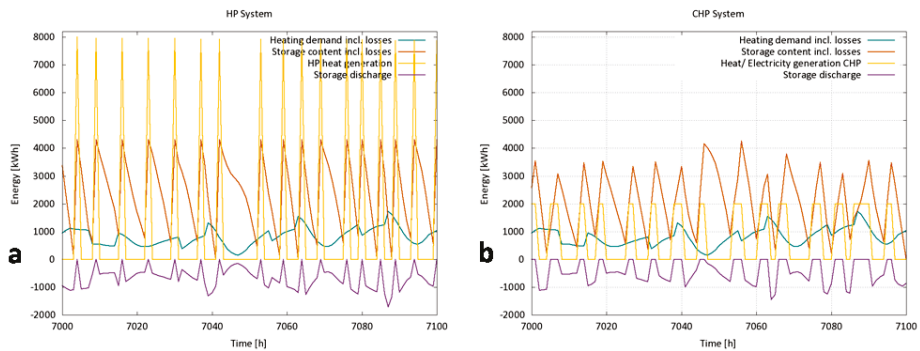 HP System
Heating demand incl. losses
Storage content incl. losses
HP heat generation
Storage discharge
8000
7000
6000
5000
4000
3000
2000
1000
0
-1000
-2000
Energy [kWh]
7000 7020 7040 7060 7080 7100
Time [h]
a
CHP System
Heating demand incl. losses
Storage content incl. losses
Heat/ Electricity generation CHP
Storage discharge
8000
7000
6000
5000
4000
3000
2000
1000
0
-1000
-2000
Energy [kWh]
7000 7020 7040 7060 7080 7100
Time [h]
b